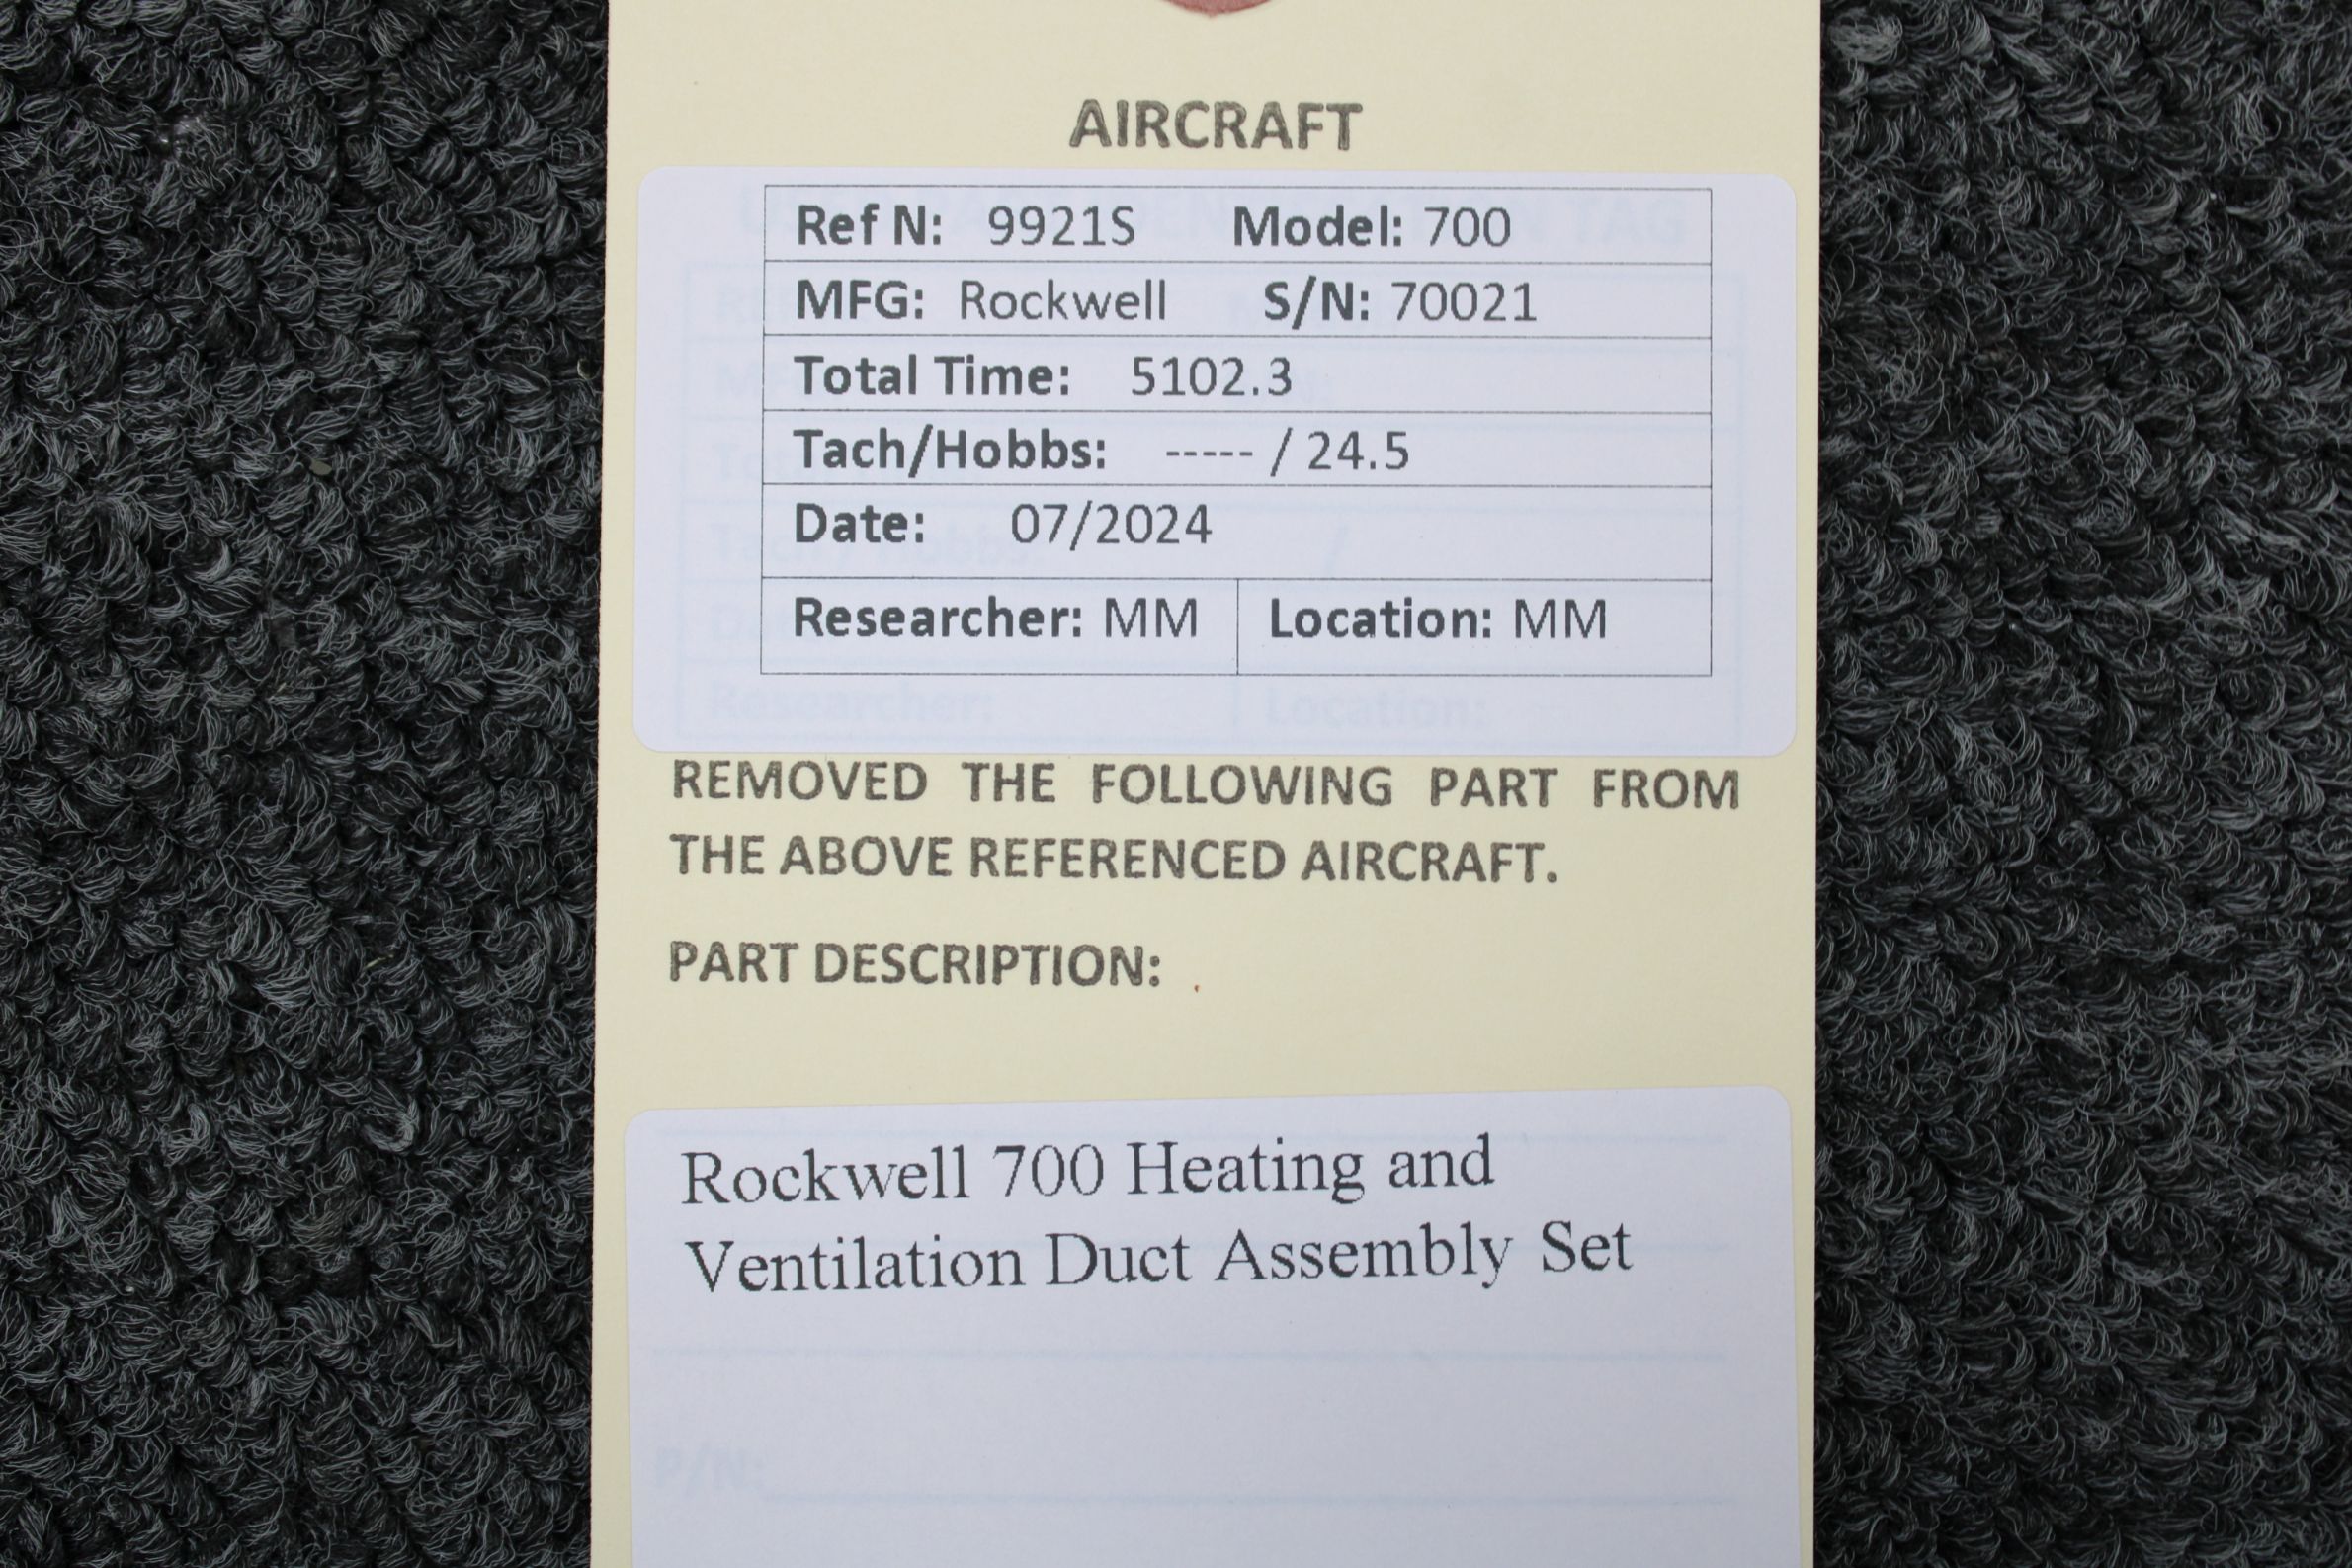 AIRCRAFT
Ref N: 9921S Model: 700
MFG: Rockwell S/N: 70021
Total Time: 5102.3
Tach/Hobbs: ----- / 24.5
Date: 07/2024
Researcher: MM Location: MM
Researcher: Location:
REMOVED THE FOLLOWING PART FROM
THE ABOVE REFERENCED AIRCRAFT.
PART DESCRIPTION:
Rockwell 700 Heating and
Ventilation Duct Assembly Set
P/N: